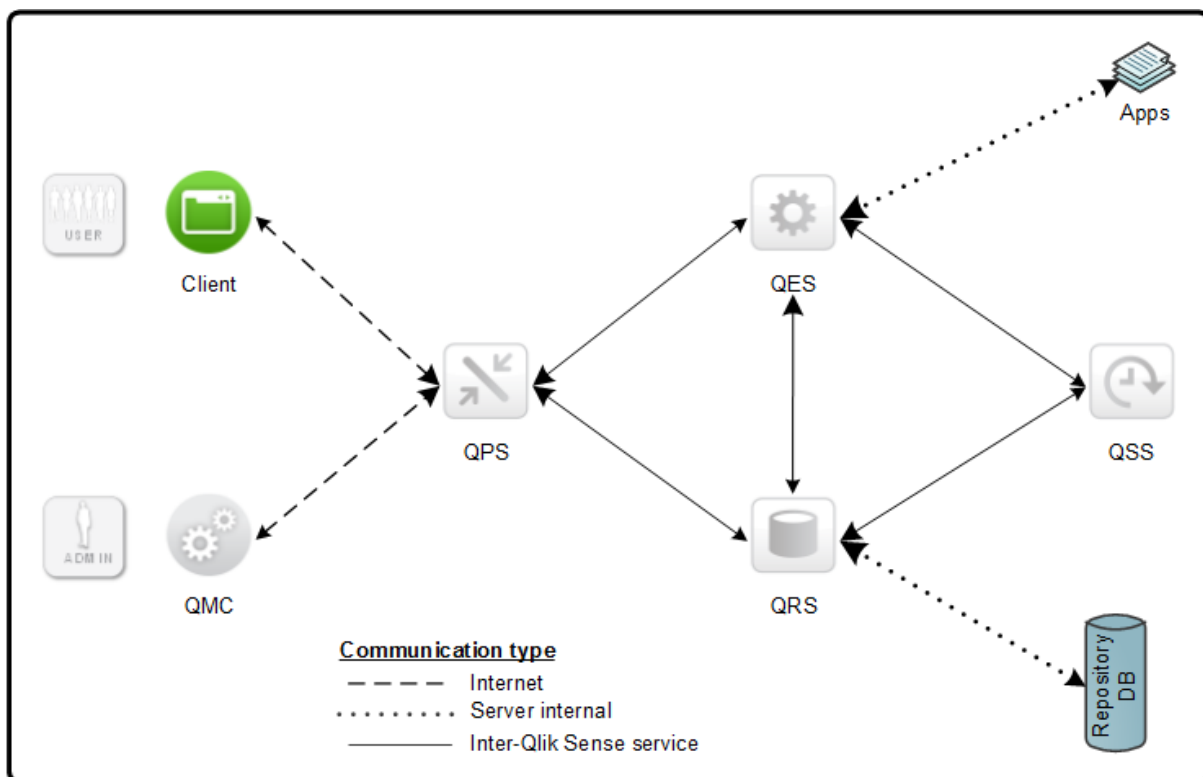 Apps
USER
Client
QES
QPS
QSS
ADMIN
QMC
QRS
Repository
DB
Communication type
Internet
Server internal
Inter-Qlik Sense service